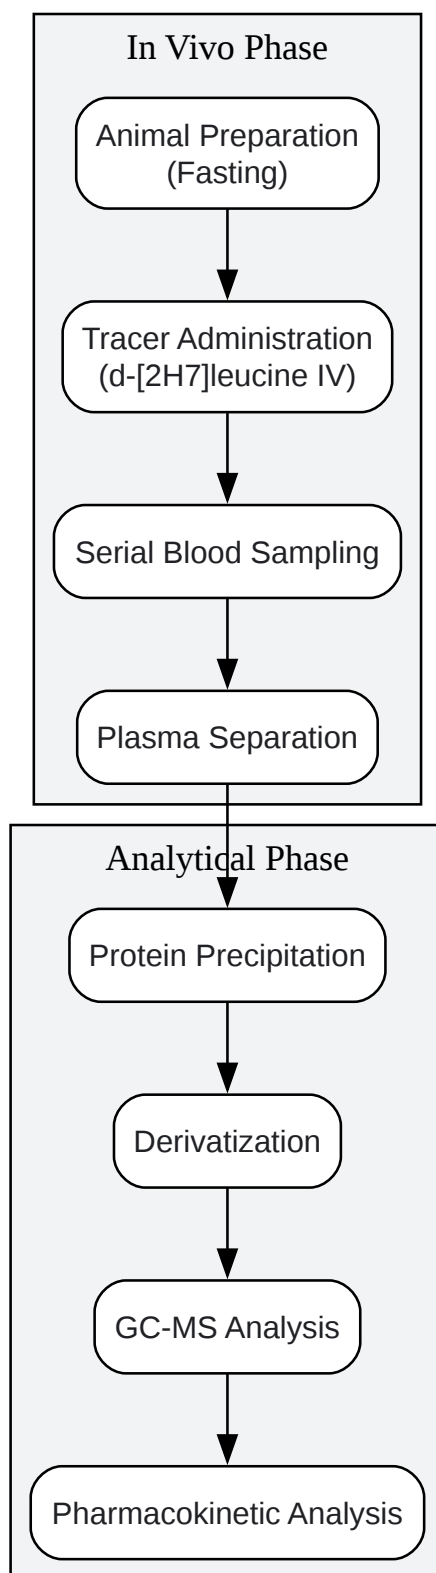 In Vivo Phase
Animal Preparation
(Fasting)
Tracer Administration
(d-[2H7]leucine IV)
Serial Blood Sampling
Plasma Separation
Analytical Phase
Protein Precipitation
Derivatization
GC-MS Analysis
Pharmacokinetic Analysis